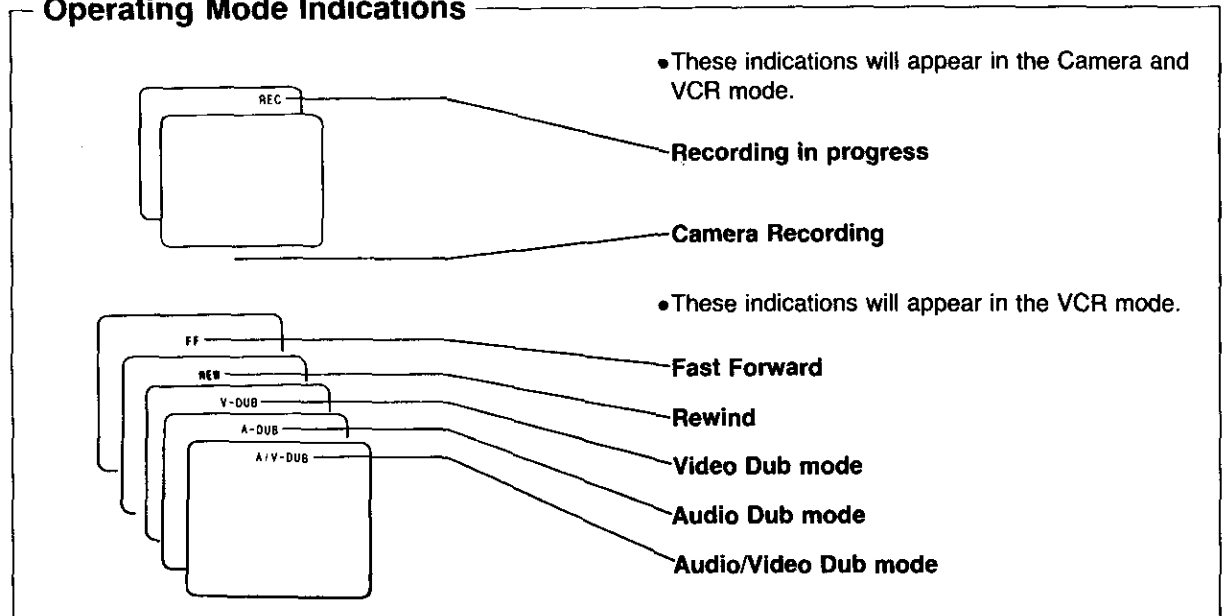 Operating Mode Indications
•These indications will appear in the Camera and
VCR mode.
REC
Recording in progress
Camera Recording
•These indications will appear in the VCR mode.
FF
Fast Forward
REW
Rewind
V-DUB
Video Dub mode
A-DUB
Audio Dub mode
A/V-DUB
Audio/Video Dub mode